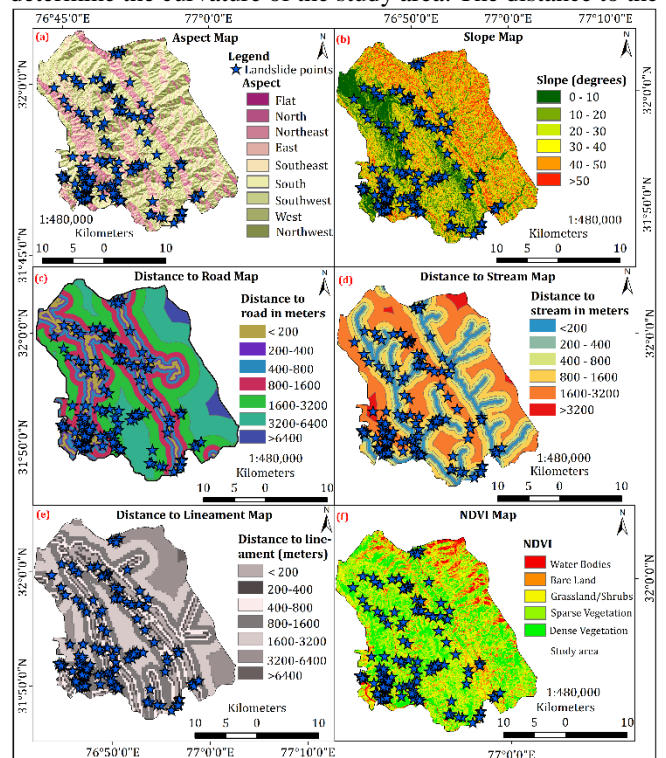 determine the curvature of the study area. The distance to the
76°45'0"E
77°0'0"E
76°50'0"E
77°0'0"E
77°10'0"E
(a)
Aspect Map
N
Legend
Landslide points
Aspect
Flat
North
Northeast
East
Southeast
South
Southwest
West
Northwest
1:480,000
Kilometers
10 5 0 10
32°0'0"N
31°45'0"N
(b)
Slope Map
N
Slope (degrees)
0 - 10
10 - 20
20 - 30
30 - 40
40 - 50
>50
1:480,000
Kilometers
10 5 0 10
32°0'0"N
31°50'0"N
(c)
Distance to Road Map
N
Distance to
road in meters
< 200
200-400
400-800
800-1600
1600-3200
3200-6400
>6400
1:480,000
Kilometers
10 5 0 10
32°0'0"N
31°50'0"N
(d)
Distance to Stream Map
N
Distance to
stream in meters
<200
200 - 400
400 - 800
800 - 1600
1600-3200
>3200
1:480,000
Kilometers
10 5 0 10
32°0'0"N
31°50'0"N
(e)
Distance to Lineament Map
N
Distance to line-
ament (meters)
< 200
200-400
400-800
800-1600
1600-3200
3200-6400
>6400
Kilometers
10 5 0 10
32°0'0"N
31°50'0"N
(f)
NDVI Map
N
NDVI
Water Bodies
Bare Land
Grassland/Shrubs
Sparse Vegetation
Dense Vegetation
Study area
1:480,000
Kilometers
10 5 0 10
32°0'0"N
76°50'0"E
77°0'0"E
77°10'0"E
77°0'0"E